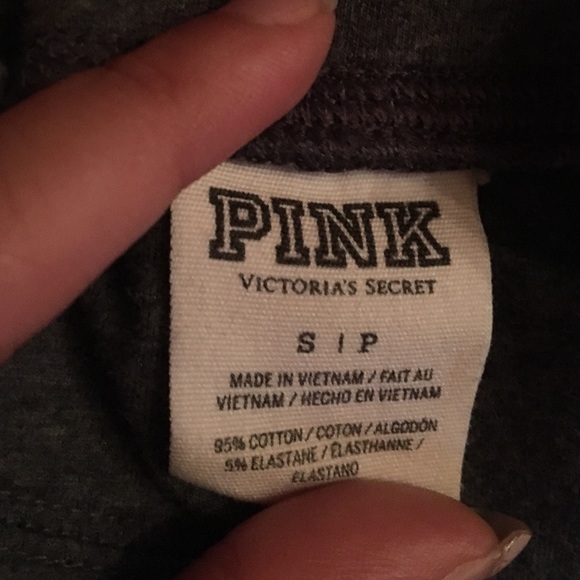 PINK
VICTORIA'S SECRET
S | P
MADE IN VIETNAM / FAIT AU
VIETNAM / HECHO EN VIETNAM
95% COTTON / COTON / ALGODÓN
5% ELASTANE / ÉLASTHANNE /
ELASTANO